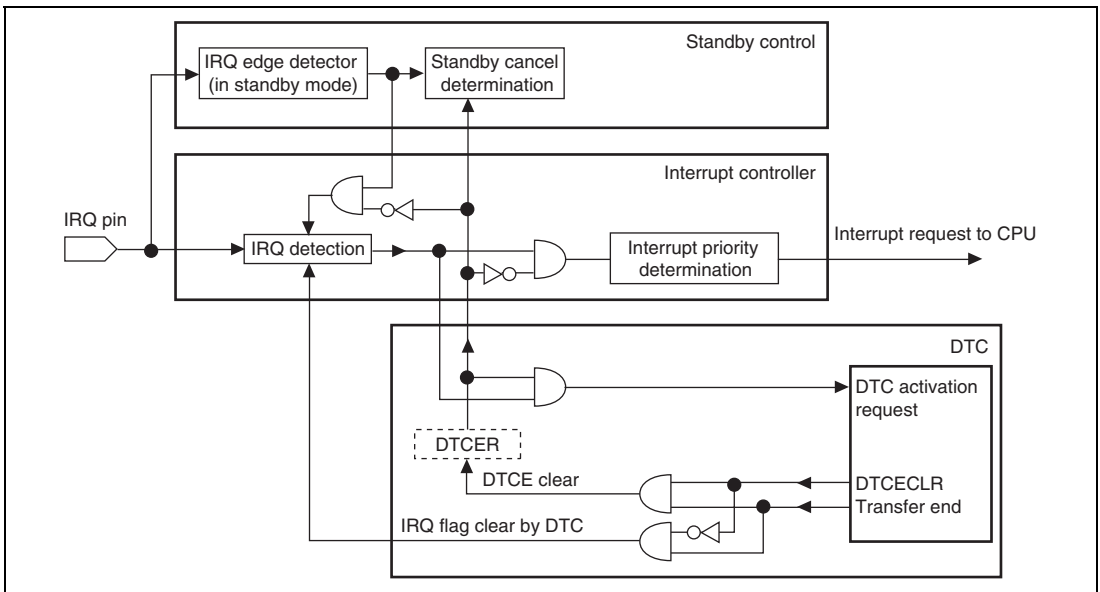 Standby control
IRQ edge detector
(in standby mode)
Standby cancel
determination
Interrupt controller
IRQ pin
IRQ detection
Interrupt priority
determination
Interrupt request to CPU
DTC
DTC activation
request
DTCER
DTCE clear
DTCECLR
Transfer end
IRQ flag clear by DTC